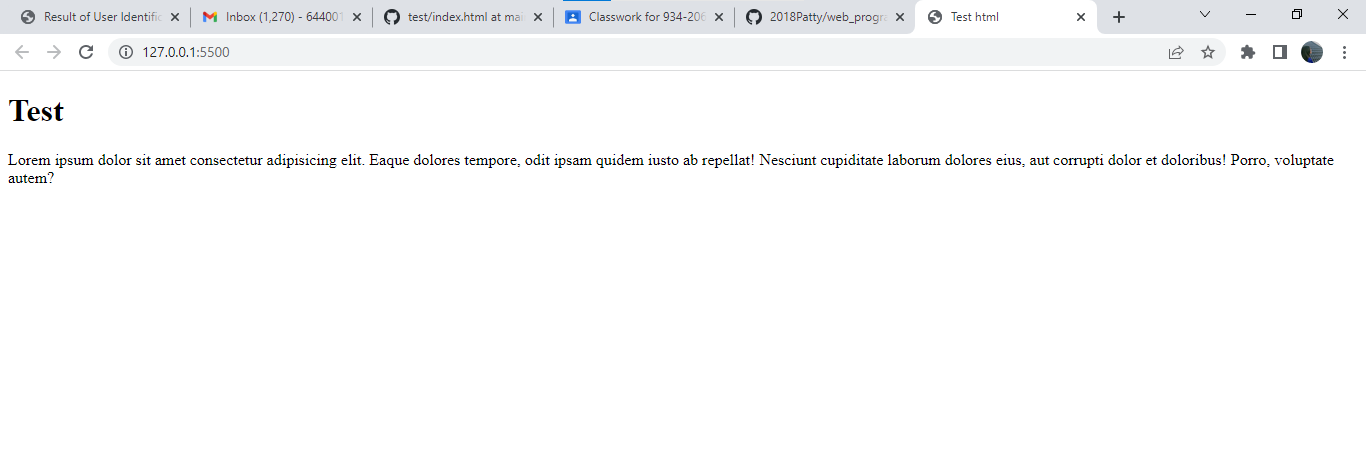 Result of User Identific
Inbox (1,270) - 644001
test/index.html at mai
Classwork for 934-206
2018Patty/web_progra
Test html
127.0.0.1:5500
Test
Lorem ipsum dolor sit amet consectetur adipisicing elit. Eaque dolores tempore, odit ipsam quidem iusto ab repellat! Nesciunt cupiditate laborum dolores eius, aut corrupti dolor et doloribus! Porro, voluptate
autem?